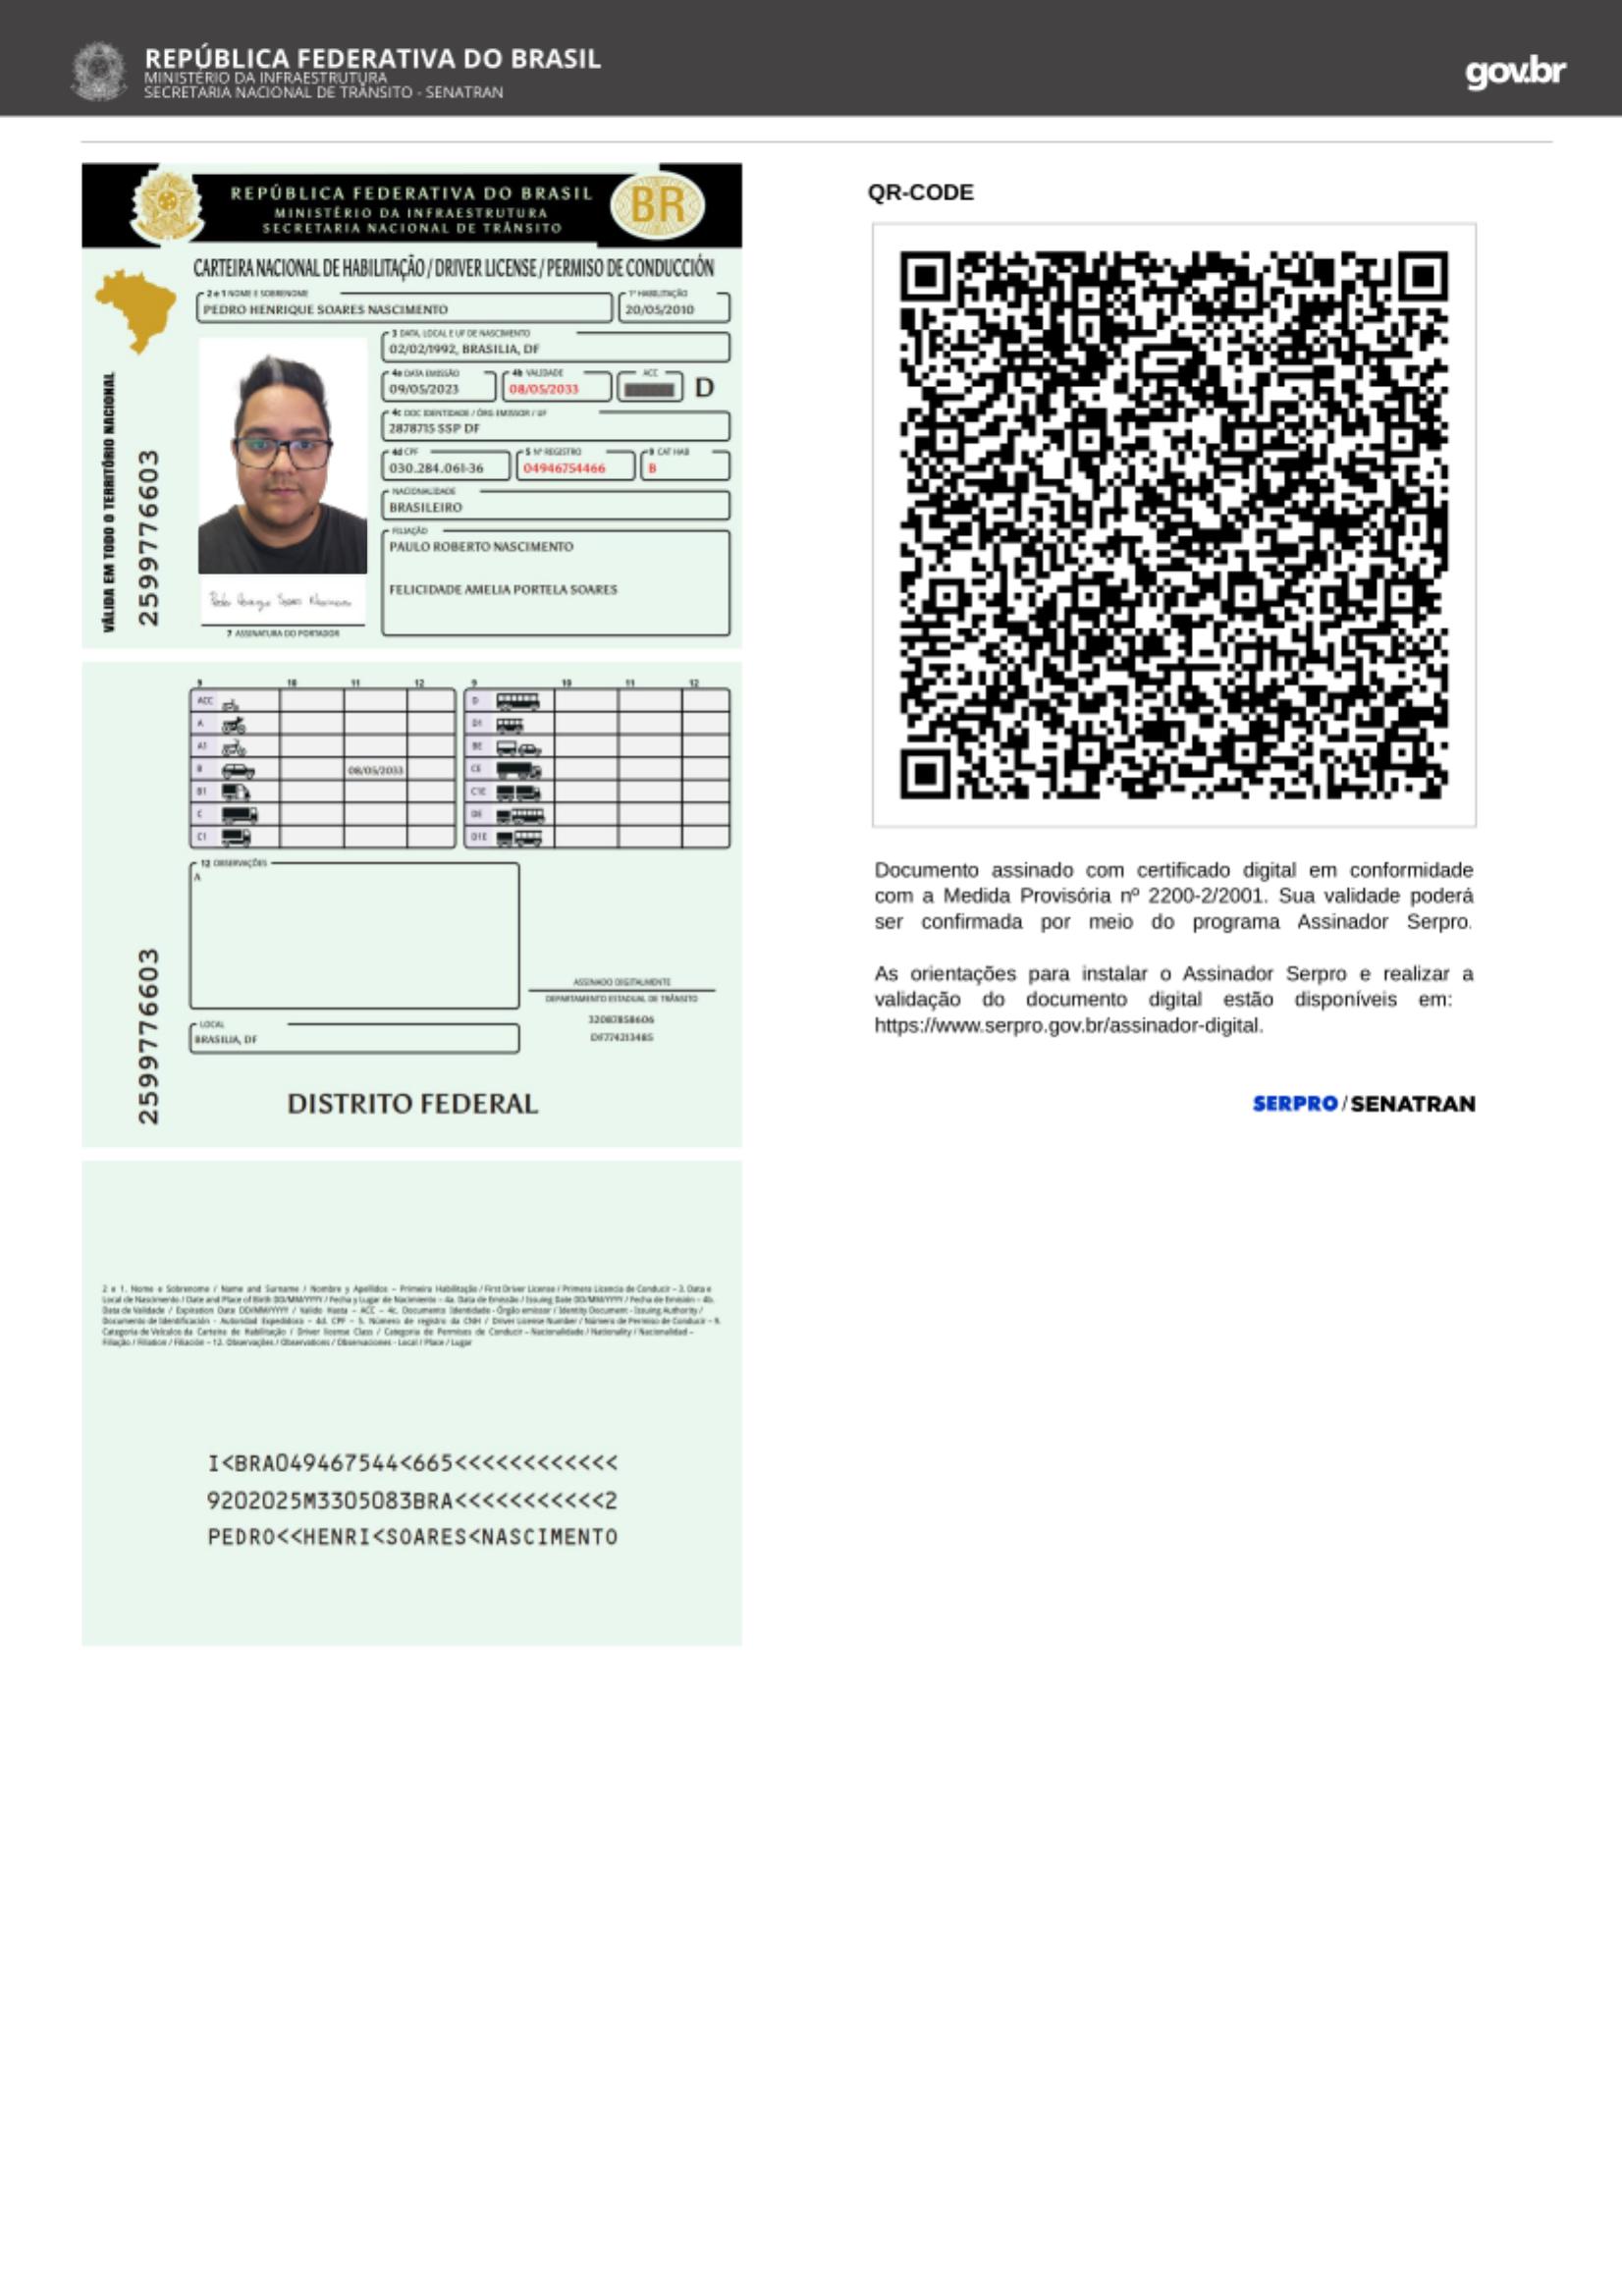 REPÚBLICA FEDERATIVA DO BRASIL
MINISTÉRIO DA INFRAESTRUTURA
SECRETARIA NACIONAL DE TRÂNSITO - SENATRAN
gov.br
REPÚBLICA FEDERATIVA DO BRASIL
MINISTÉRIO DA INFRAESTRUTURA
SECRETARIA NACIONAL DE TRÂNSITO
BR
CARTEIRA NACIONAL DE HABILITAÇÃO / DRIVER LICENSE / PERMISO DE CONDUCCIÓN
2 e 1 NOME E SOBRENOME
1ª HABILITAÇÃO
PEDRO HENRIQUE SOARES NASCIMENTO
20/05/2010
3 DATA, LOCAL E UF DE NASCIMENTO
02/02/1992, BRASILIA, DF
4a DATA EMISSÃO
4b VALIDADE
ACC
09/05/2023
08/05/2033
D
4c DOC IDENTIDADE / ÓRG EMISSOR / UF
2878715 SSP DF
4d CPF
5 Nº REGISTRO
9 CAT HAB
030.284.061-36
04946754466
B
NACIONALIDADE
BRASILEIRO
FILIAÇÃO
PAULO ROBERTO NASCIMENTO
FELICIDADE AMELIA PORTELA SOARES
7 ASSINATURA DO PORTADOR
VÁLIDA EM TODO O TERRITÓRIO NACIONAL
2599776603
9 10 11 12 9 10 11 12
ACC D
A D1
A1 BE
B 08/05/2033 CE
B1 C1E
C DE
C1 D1E
12 OBSERVAÇÕES
A
ASSINADO DIGITALMENTE
DEPARTAMENTO ESTADUAL DE TRÂNSITO
32087858606
DF774213485
LOCAL
BRASILIA, DF
2599776603
DISTRITO FEDERAL
2 e 1. Nome e Sobrenome / Name and Surname / Nombre y Apellidos – Primeira Habilitação / First Driver License / Primera Licencia de Conducir – 3. Data e
Local de Nascimento / Date and Place of Birth DD/MM/YYYY / Fecha y Lugar de Nacimiento – 4a. Data de Emissão / Issuing Date DD/MM/YYYY / Fecha de Emisión – 4b.
Data de Validade / Expiration Date DD/MM/YYYY / Válido Hasta – ACC – 4c. Documento Identidade - Órgão emissor / Identity Document - Issuing Authority /
Documento de Identificación - Autoridad Expedidora – 4d. CPF – 5. Número de registro da CNH / Driver License Number / Número de Permiso de Conducir – 9.
Categoria de Veículos da Carteira de Habilitação / Driver license Class / Categoria de Permisos de Conducir – Nacionalidade / Nationality / Nacionalidad –
Filiação / Filiation / Filiación – 12. Observações / Observations / Observaciones - Local / Place / Lugar
I<BRA049467544<665<<<<<<<<<<<<
9202025M3305083BRA<<<<<<<<<<<2
PEDRO<<HENRI<SOARES<NASCIMENTO
QR-CODE
Documento assinado com certificado digital em conformidade
com a Medida Provisória nº 2200-2/2001. Sua validade poderá
ser confirmada por meio do programa Assinador Serpro.
As orientações para instalar o Assinador Serpro e realizar a
validação do documento digital estão disponíveis em:
https://www.serpro.gov.br/assinador-digital.
SERPRO / SENATRAN